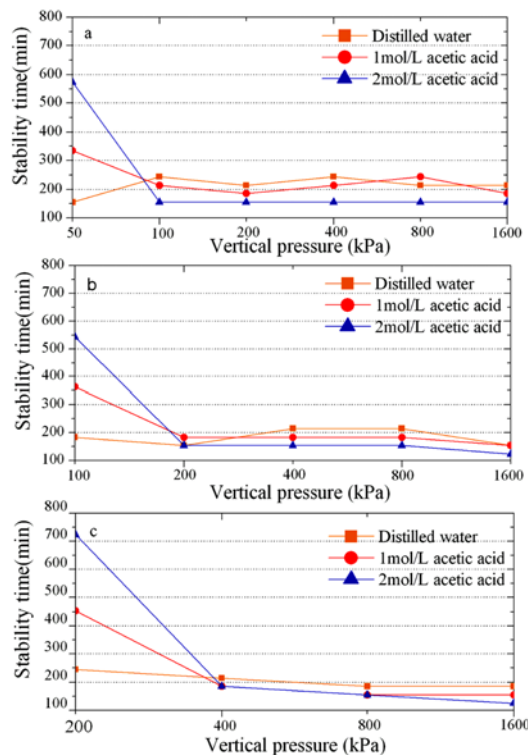 a
Distilled water
1mol/L acetic acid
2mol/L acetic acid
Stability time(min)
800
700
600
500
400
300
200
100
50 100 200 400 800 1600
Vertical pressure (kPa)
b
Distilled water
1mol/L acetic acid
2mol/L acetic acid
Stability time(min)
800
700
600
500
400
300
200
100
100 200 400 800 1600
Vertical pressure (kPa)
c
Distilled water
1mol/L acetic acid
2mol/L acetic acid
Stability time(min)
800
700
600
500
400
300
200
100
200 400 800 1600
Vertical pressure (kPa)